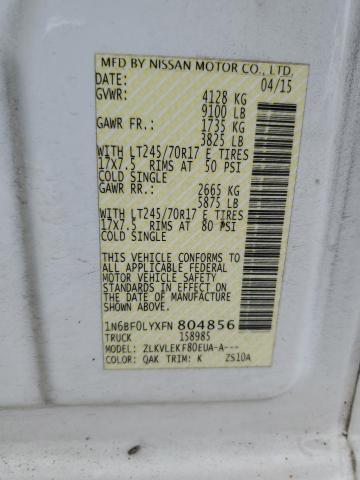 MFD BY NISSAN MOTOR CO., LTD.
DATE: 04/15
GVWR: 4128 KG
9100 LB
GAWR FR: 1735 KG
3825 LB
WITH LT245/70R17 E TIRES
17X7.5 RIMS AT 50 PSI
COLD SINGLE
GAWR RR: 2665 KG
5875 LB
WITH LT245/70R17 E TIRES
17X7.5 RIMS AT 80 PSI
COLD SINGLE
THIS VEHICLE CONFORMS TO
ALL APPLICABLE FEDERAL
MOTOR VEHICLE SAFETY
STANDARDS IN EFFECT ON
THE DATE OF MANUFACTURE
SHOWN ABOVE.
1N6BF0LYXFN 804856
TRUCK 158985
MODEL: ZLKVLEKF80EUA-A---
COLOR: QAK TRIM: K ZS10A